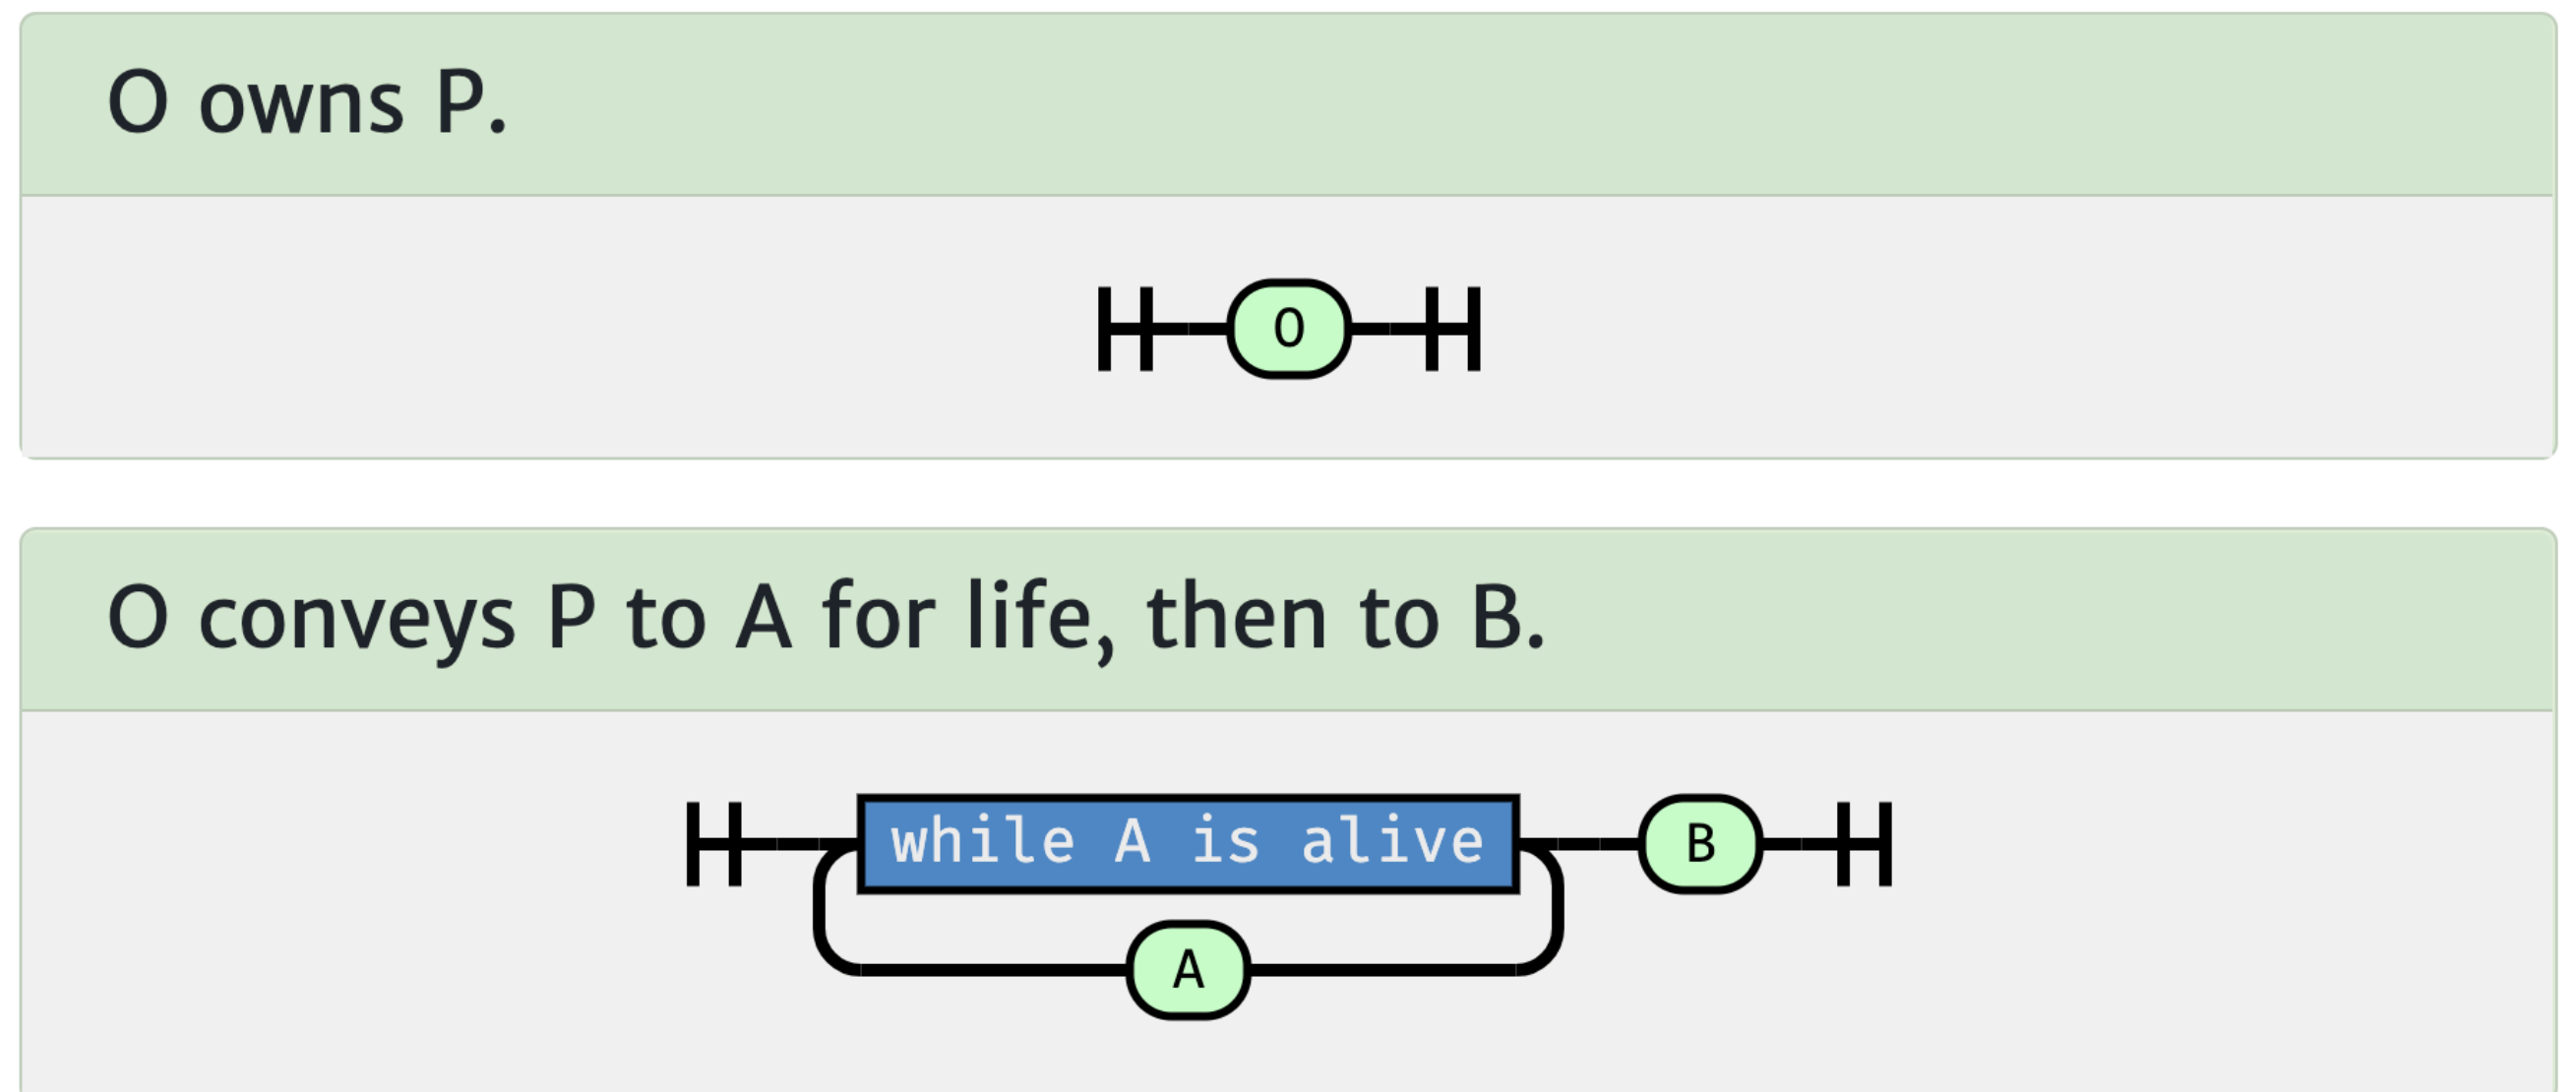 O owns P.
O
O conveys P to A for life, then to B.
while A is alive
B
A